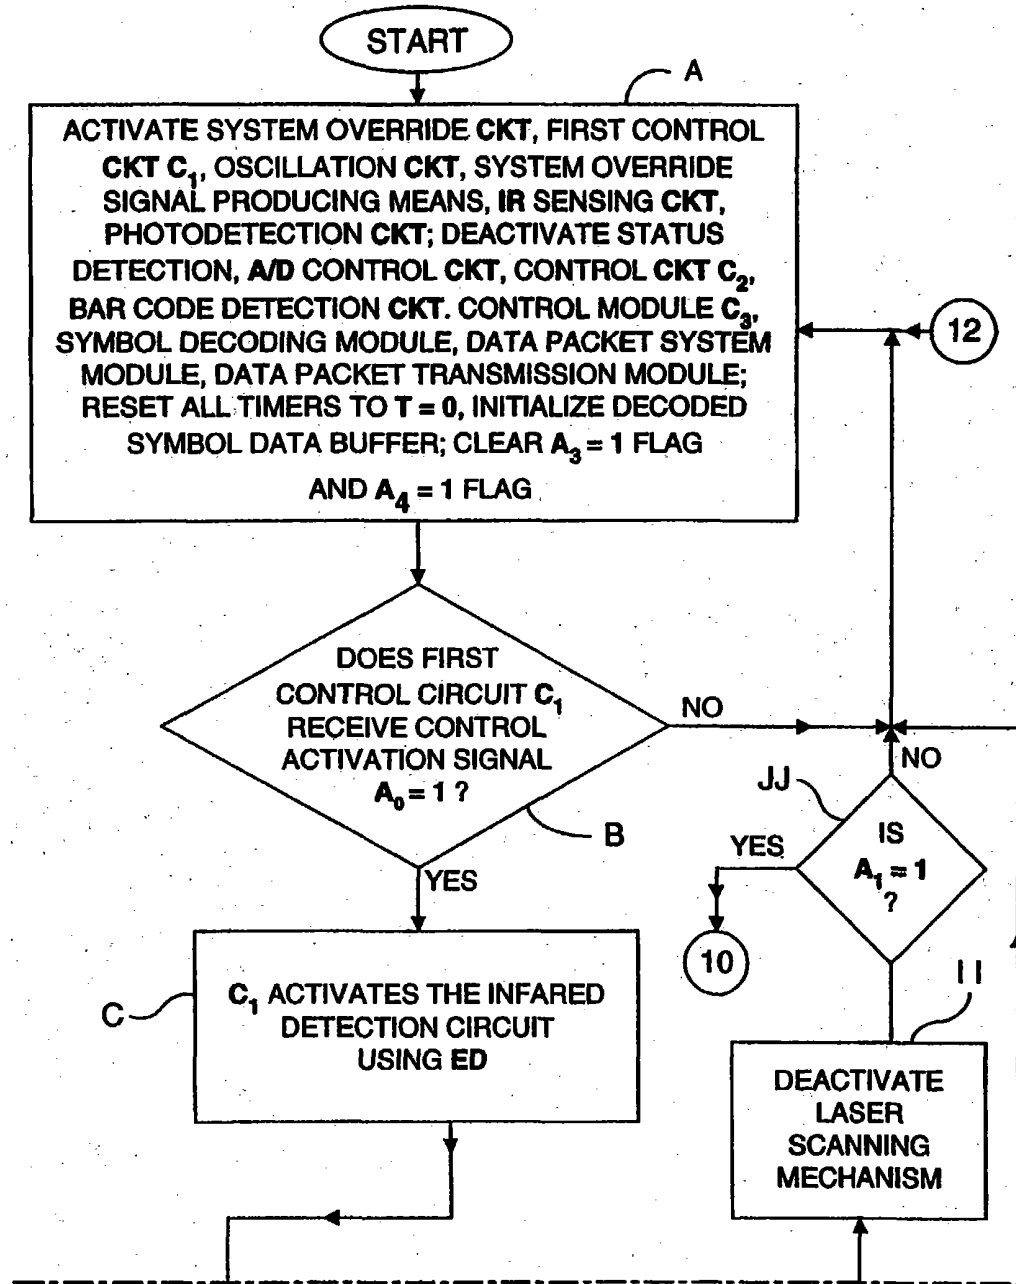 START
A
ACTIVATE SYSTEM OVERRIDE CKT, FIRST CONTROL
CKT C₁, OSCILLATION CKT, SYSTEM OVERRIDE
SIGNAL PRODUCING MEANS, IR SENSING CKT,
PHOTODETECTION CKT; DEACTIVATE STATUS
DETECTION, A/D CONTROL CKT, CONTROL CKT C₂,
BAR CODE DETECTION CKT. CONTROL MODULE C₃,
SYMBOL DECODING MODULE, DATA PACKET SYSTEM
MODULE, DATA PACKET TRANSMISSION MODULE;
RESET ALL TIMERS TO T = 0, INITIALIZE DECODED
SYMBOL DATA BUFFER; CLEAR A₃ = 1 FLAG
AND A₄ = 1 FLAG
12
DOES FIRST
CONTROL CIRCUIT C₁
RECEIVE CONTROL
ACTIVATION SIGNAL
A₀ = 1 ?
NO
B
YES
NO
JJ
IS
A₁ = 1
?
YES
10
C
C₁ ACTIVATES THE INFARED
DETECTION CIRCUIT
USING ED
II
DEACTIVATE
LASER
SCANNING
MECHANISM